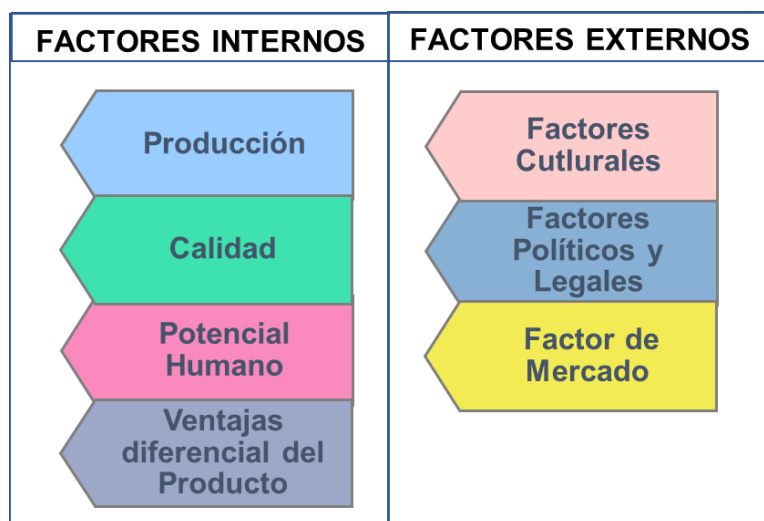 FACTORES INTERNOS
Producción
Calidad
Potencial
Humano
Ventajas
diferencial del
Producto
FACTORES EXTERNOS
Factores
Cutlurales
Factores
Políticos y
Legales
Factor de
Mercado